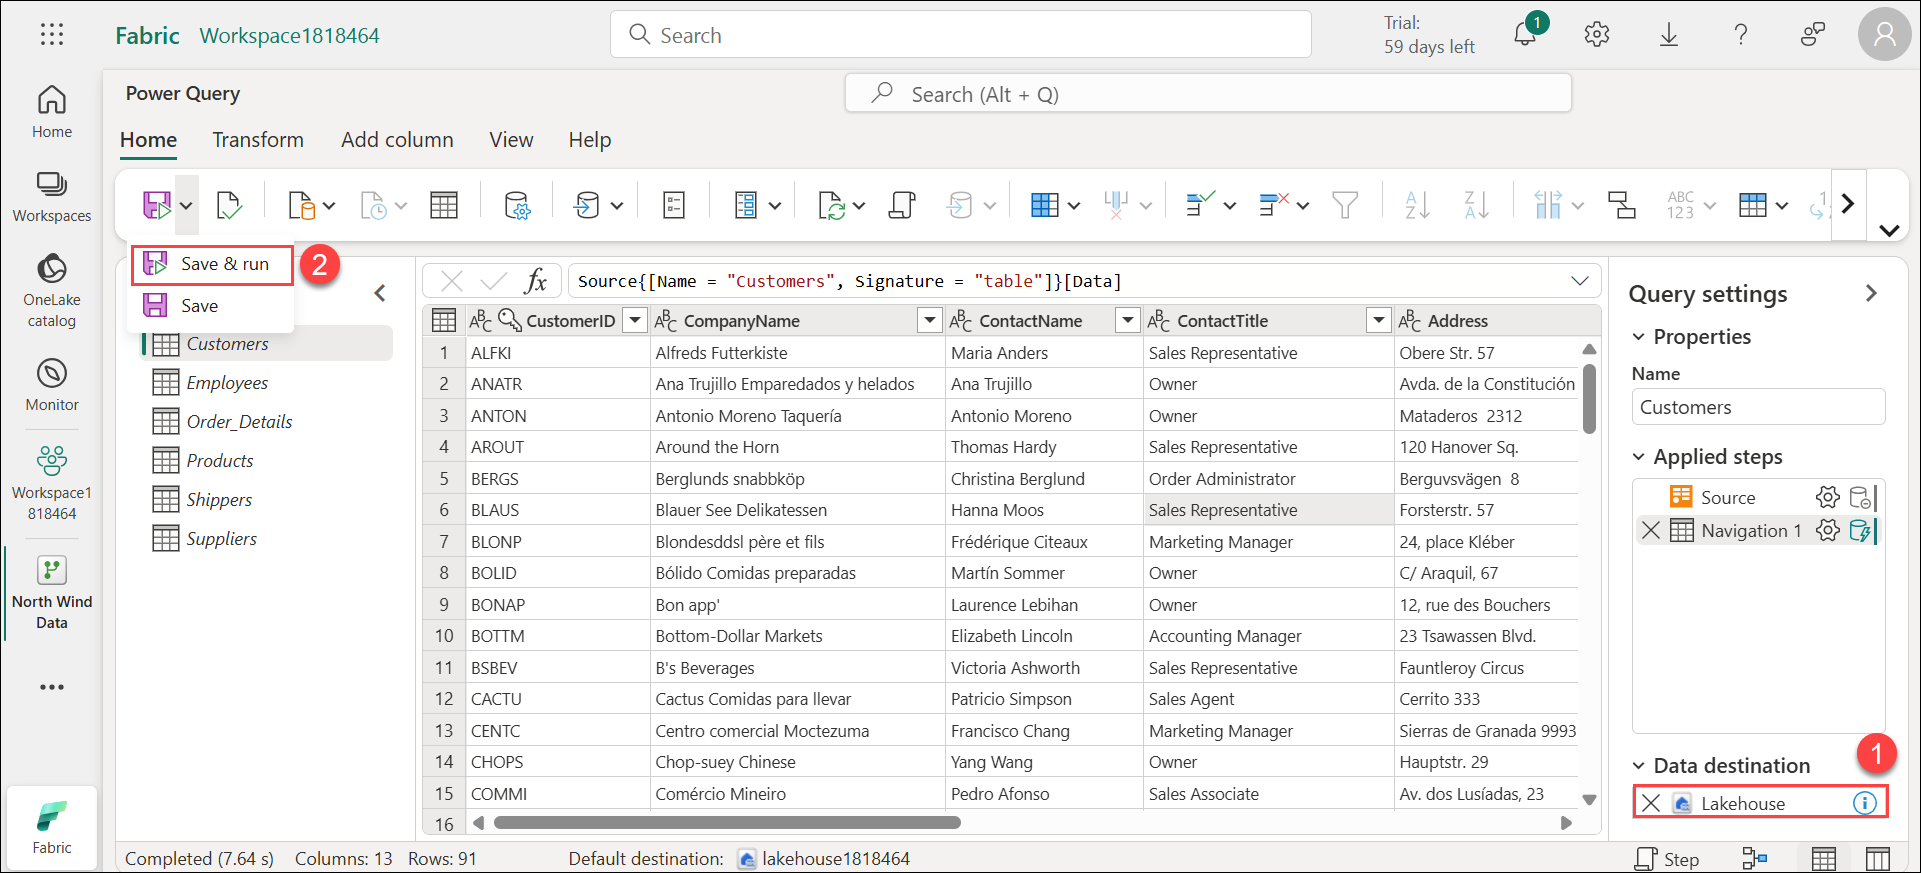 Fabric Workspace1818464
Search
Trial:
59 days left
1
Home
Workspaces
OneLake
catalog
Monitor
Workspace1
818464
North Wind
Data
Fabric
Power Query
Search (Alt + Q)
Home Transform Add column View Help
ABC
123
Save & run
2
Save
Customers
Employees
Order_Details
Products
Shippers
Suppliers
fx
Source{[Name = "Customers", Signature = "table"]}[Data]
CustomerID CompanyName ContactName ContactTitle Address
1 ALFKI Alfreds Futterkiste Maria Anders Sales Representative Obere Str. 57
2 ANATR Ana Trujillo Emparedados y helados Ana Trujillo Owner Avda. de la Constitución
3 ANTON Antonio Moreno Taquería Antonio Moreno Owner Mataderos 2312
4 AROUT Around the Horn Thomas Hardy Sales Representative 120 Hanover Sq.
5 BERGS Berglunds snabbköp Christina Berglund Order Administrator Berguvsvägen 8
6 BLAUS Blauer See Delikatessen Hanna Moos Sales Representative Forsterstr. 57
7 BLONP Blondesddsl père et fils Frédérique Citeaux Marketing Manager 24, place Kléber
8 BOLID Bólido Comidas preparadas Martín Sommer Owner C/ Araquil, 67
9 BONAP Bon app' Laurence Lebihan Owner 12, rue des Bouchers
10 BOTTM Bottom-Dollar Markets Elizabeth Lincoln Accounting Manager 23 Tsawassen Blvd.
11 BSBEV B's Beverages Victoria Ashworth Sales Representative Fauntleroy Circus
12 CACTU Cactus Comidas para llevar Patricio Simpson Sales Agent Cerrito 333
13 CENTC Centro comercial Moctezuma Francisco Chang Marketing Manager Sierras de Granada 9993
14 CHOPS Chop-suey Chinese Yang Wang Owner Hauptstr. 29
15 COMMI Comércio Mineiro Pedro Afonso Sales Associate Av. dos Lusíadas, 23
16
Query settings
Properties
Name
Customers
Applied steps
Source
Navigation 1
1
Data destination
Lakehouse
Completed (7.64 s) Columns: 13 Rows: 91
Default destination: lakehouse1818464
Step